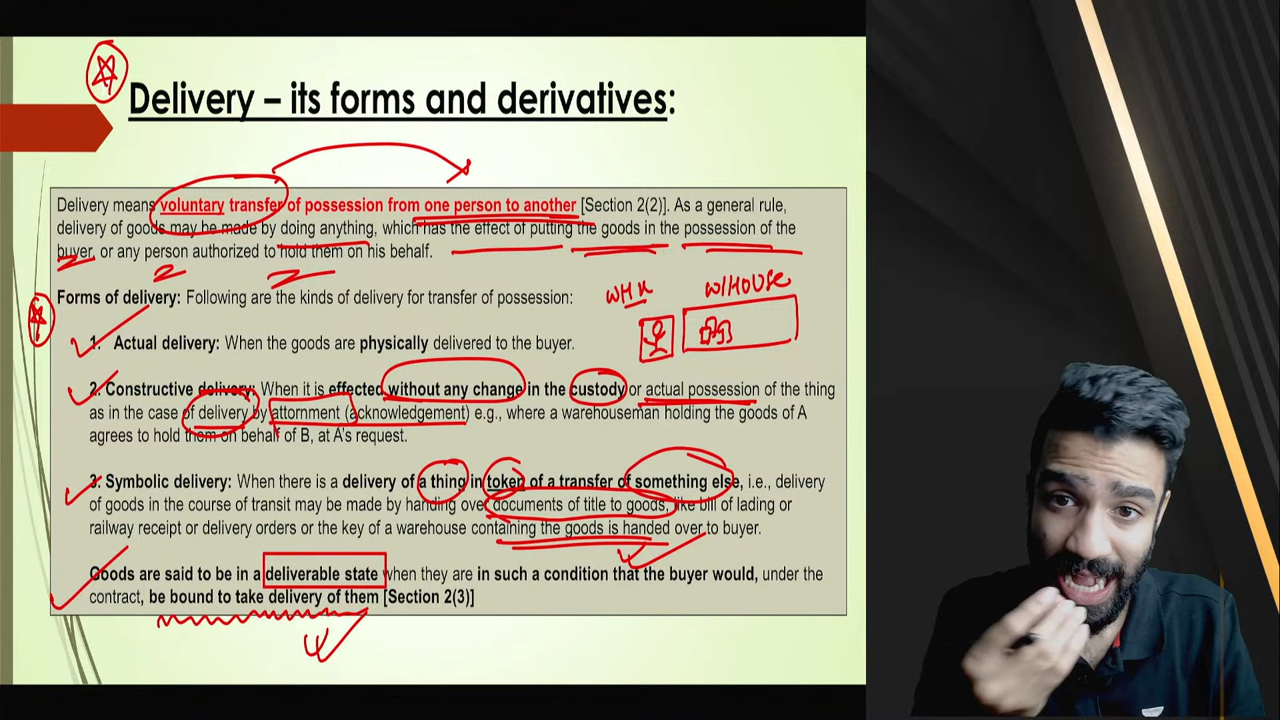 Delivery – its forms and derivatives:
Delivery means voluntary transfer of possession from one person to another [Section 2(2)]. As a general rule,
delivery of goods may be made by doing anything, which has the effect of putting the goods in the possession of the
buyer, or any person authorized to hold them on his behalf.
Forms of delivery: Following are the kinds of delivery for transfer of possession:
WHK W/HOUSE
1. Actual delivery: When the goods are physically delivered to the buyer.
2. Constructive delivery: When it is effected without any change in the custody or actual possession of the thing
as in the case of delivery by attornment (acknowledgement) e.g., where a warehouseman holding the goods of A
agrees to hold them on behalf of B, at A's request.
3. Symbolic delivery: When there is a delivery of a thing in token of a transfer of something else, i.e., delivery
of goods in the course of transit may be made by handing over documents of title to goods, like bill of lading or
railway receipt or delivery orders or the key of a warehouse containing the goods is handed over to buyer.
Goods are said to be in a deliverable state when they are in such a condition that the buyer would, under the
contract, be bound to take delivery of them [Section 2(3)]